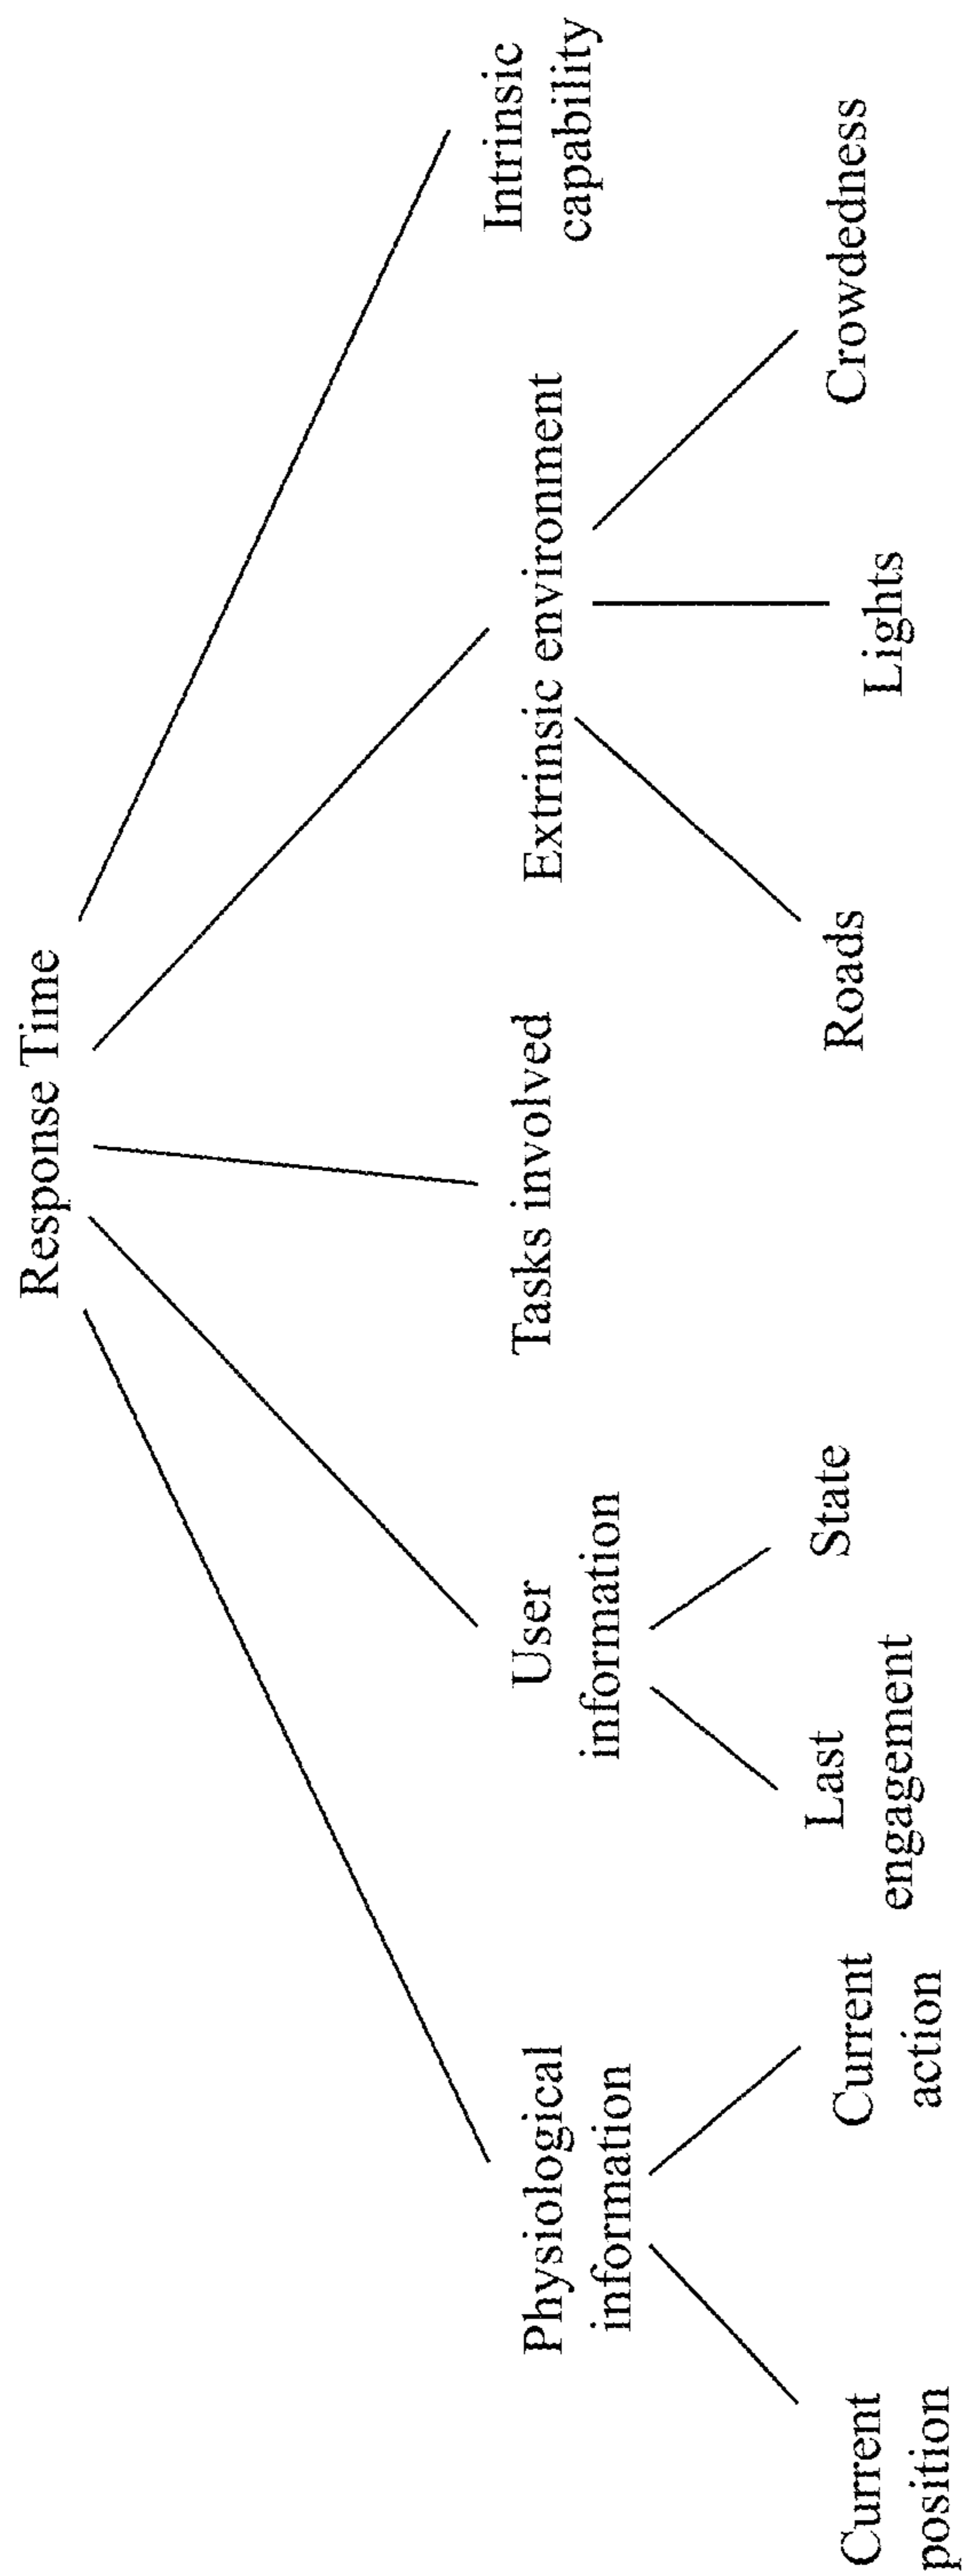 Response Time
Physiological
information
User
information
Tasks involved
Extrinsic environment
Intrinsic
capability
Current
position
Current
action
Last
engagement
State
Roads
Lights
Crowdedness